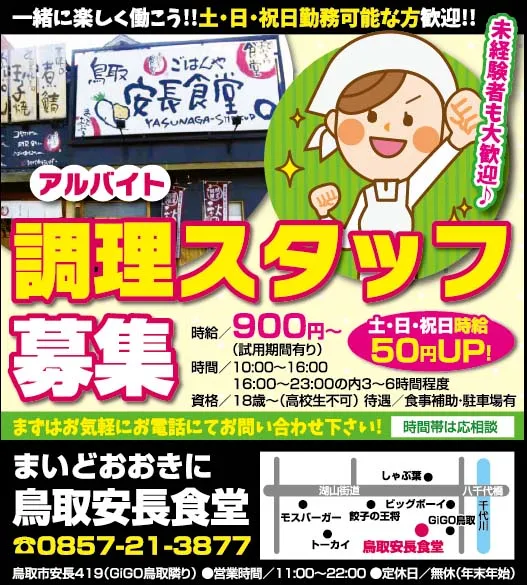 一緒に楽しく働こう!!土・日・祝日勤務可能な方歓迎!!
未経験者も大歓迎♪
鳥取
ごはんや
安長食堂
YASUNAGA-SHOKUDO
アルバイト
調理スタッフ
募集
時給／900円～
(試用期間有り)
土・日・祝日時給
50円UP!
時間／10:00～16:00
16:00～23:00の内3～6時間程度
資格／18歳～(高校生不可) 待遇／食事補助・駐車場有
まずはお気軽にお電話にてお問い合わせ下さい!
時間帯は応相談
まいどおおきに
鳥取安長食堂
☎0857-21-3877
しゃぶ葉
湖山街道
八千代橋
モスバーガー
餃子の王将
ビッグボーイ
千代川
GiGO鳥取
トーカイ
鳥取安長食堂
鳥取市安長419(GiGO鳥取隣り) ●営業時間／11:00～22:00 ●定休日／無休(年末年始)